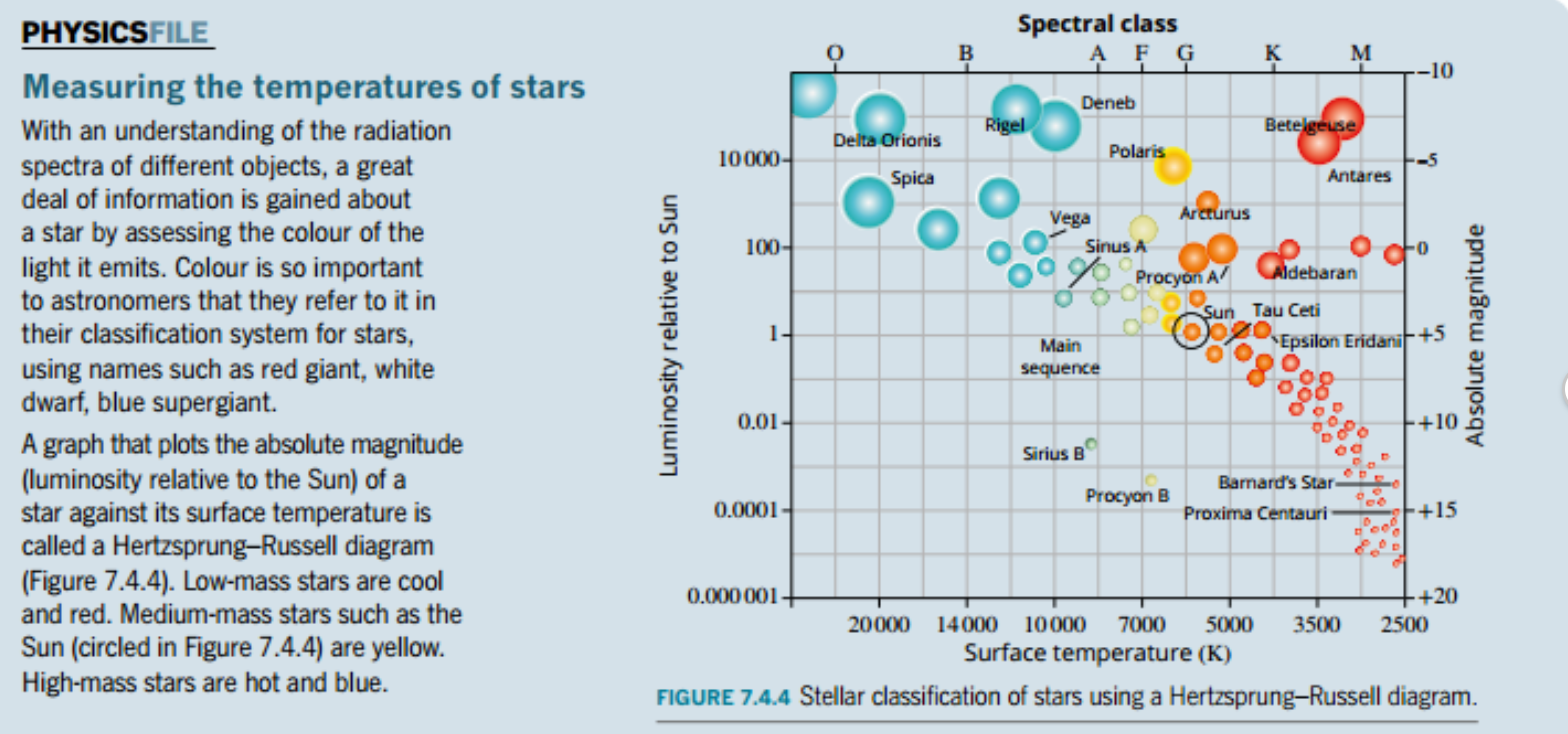 PHYSICSFILE
Measuring the temperatures of stars
With an understanding of the radiation
spectra of different objects, a great
deal of information is gained about
a star by assessing the colour of the
light it emits. Colour is so important
to astronomers that they refer to it in
their classification system for stars,
using names such as red giant, white
dwarf, blue supergiant.
A graph that plots the absolute magnitude
(luminosity relative to the Sun) of a
star against its surface temperature is
called a Hertzsprung–Russell diagram
(Figure 7.4.4). Low-mass stars are cool
and red. Medium-mass stars such as the
Sun (circled in Figure 7.4.4) are yellow.
High-mass stars are hot and blue.
Spectral class
O B A F G K M
–10
Deneb
Rigel
Betelgeuse
Delta Orionis
Polaris
10 000
–5
Antares
Spica
Arcturus
Vega
Sinus A
100
0
Procyon A
Aldebaran
Sun
Tau Ceti
1
+5
Epsilon Eridani
Main
sequence
0.01
+10
Sirius B
Barnard's Star
Procyon B
0.0001
Proxima Centauri
+15
0.000 001
+20
Luminosity relative to Sun
Absolute magnitude
20 000 14 000 10 000 7000 5000 3500 2500
Surface temperature (K)
FIGURE 7.4.4 Stellar classification of stars using a Hertzsprung–Russell diagram.